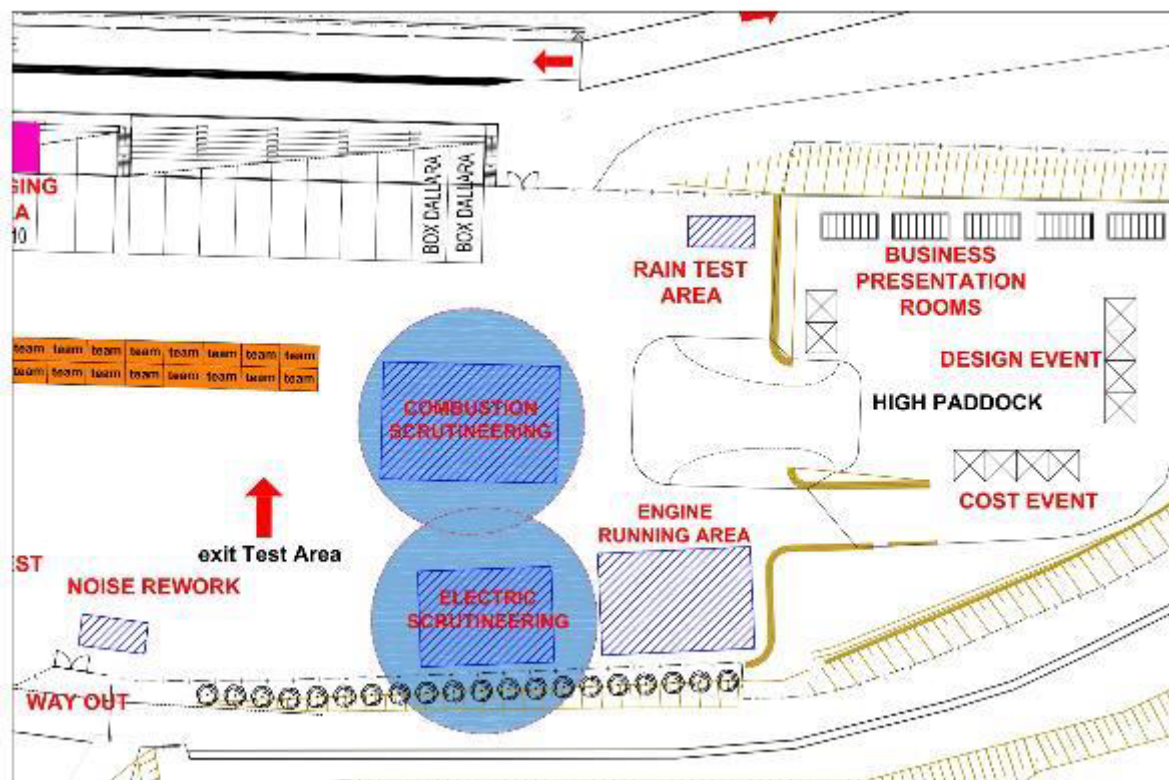 BOX DALLARA
BOX DALLARA
GING
A
10
RAIN TEST
AREA
BUSINESS
PRESENTATION
ROOMS
team team team team team team team team
team team team team team team team team
DESIGN EVENT
COMBUSTION
SCRUTINEERING
HIGH PADDOCK
COST EVENT
ENGINE
RUNNING AREA
exit Test Area
EST
NOISE REWORK
ELECTRIC
SCRUTINEERING
WAY OUT